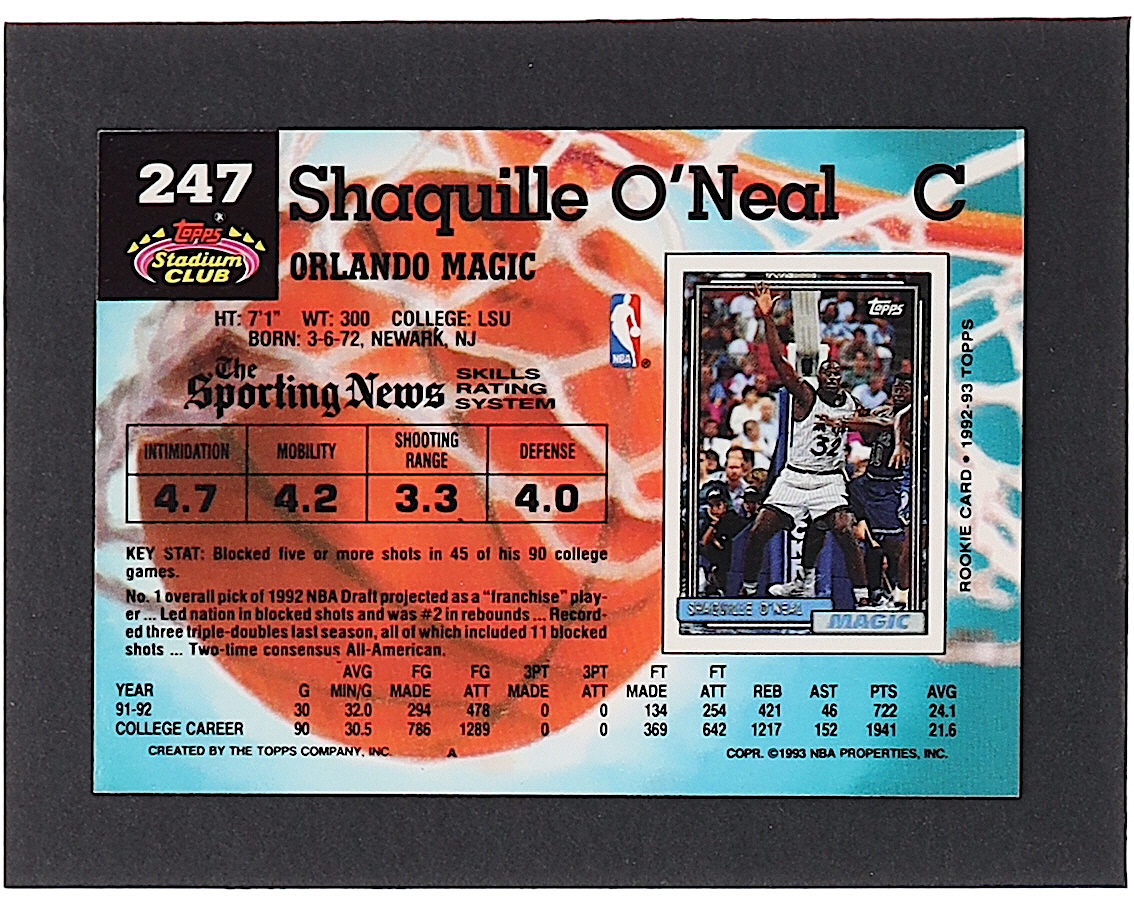 247
Topps
Stadium
CLUB
Shaquille O'Neal C
ORLANDO MAGIC
HT: 7'1" WT: 300 COLLEGE: LSU
BORN: 3-6-72, NEWARK, NJ
NBA
The
Sporting News
SKILLS
RATING
SYSTEM
INTIMIDATION MOBILITY SHOOTING RANGE DEFENSE
4.7 4.2 3.3 4.0
KEY STAT: Blocked five or more shots in 45 of his 90 college
games.
No. 1 overall pick of 1992 NBA Draft projected as a "franchise" play-
er ... Led nation in blocked shots and was #2 in rebounds ... Record-
ed three triple-doubles last season, all of which included 11 blocked
shots ... Two-time consensus All-American.
Topps
32
SHAQUILLE O'NEAL
MAGIC
ROOKIE CARD • 1992-93 TOPPS
AVG FG FG 3PT 3PT FT FT
YEAR G MIN/G MADE ATT MADE ATT MADE ATT REB AST PTS AVG
91-92 30 32.0 294 478 0 0 134 254 421 46 722 24.1
COLLEGE CAREER 90 30.5 786 1289 0 0 369 642 1217 152 1941 21.6
CREATED BY THE TOPPS COMPANY, INC. A COPR. ©1993 NBA PROPERTIES, INC.